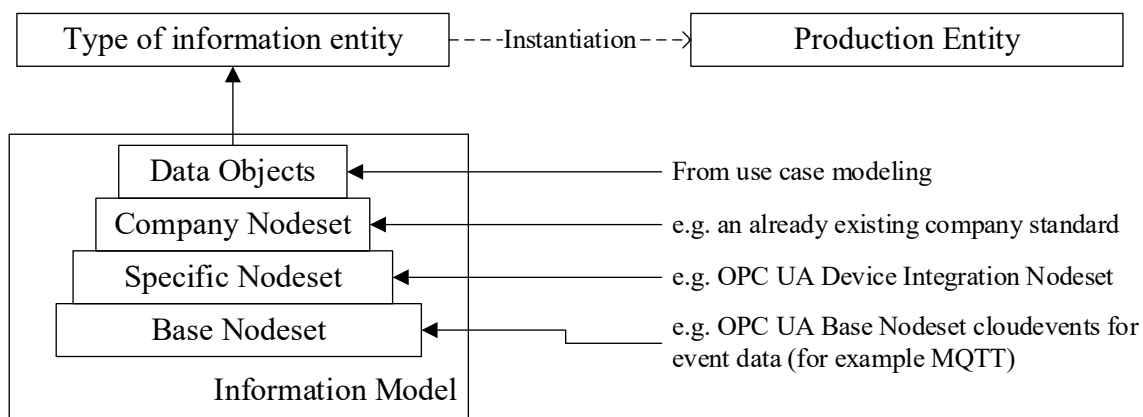 Type of information entity
Instantiation
Production Entity
Data Objects
From use case modeling
Company Nodeset
e.g. an already existing company standard
Specific Nodeset
e.g. OPC UA Device Integration Nodeset
Base Nodeset
e.g. OPC UA Base Nodeset cloudevents for
event data (for example MQTT)
Information Model